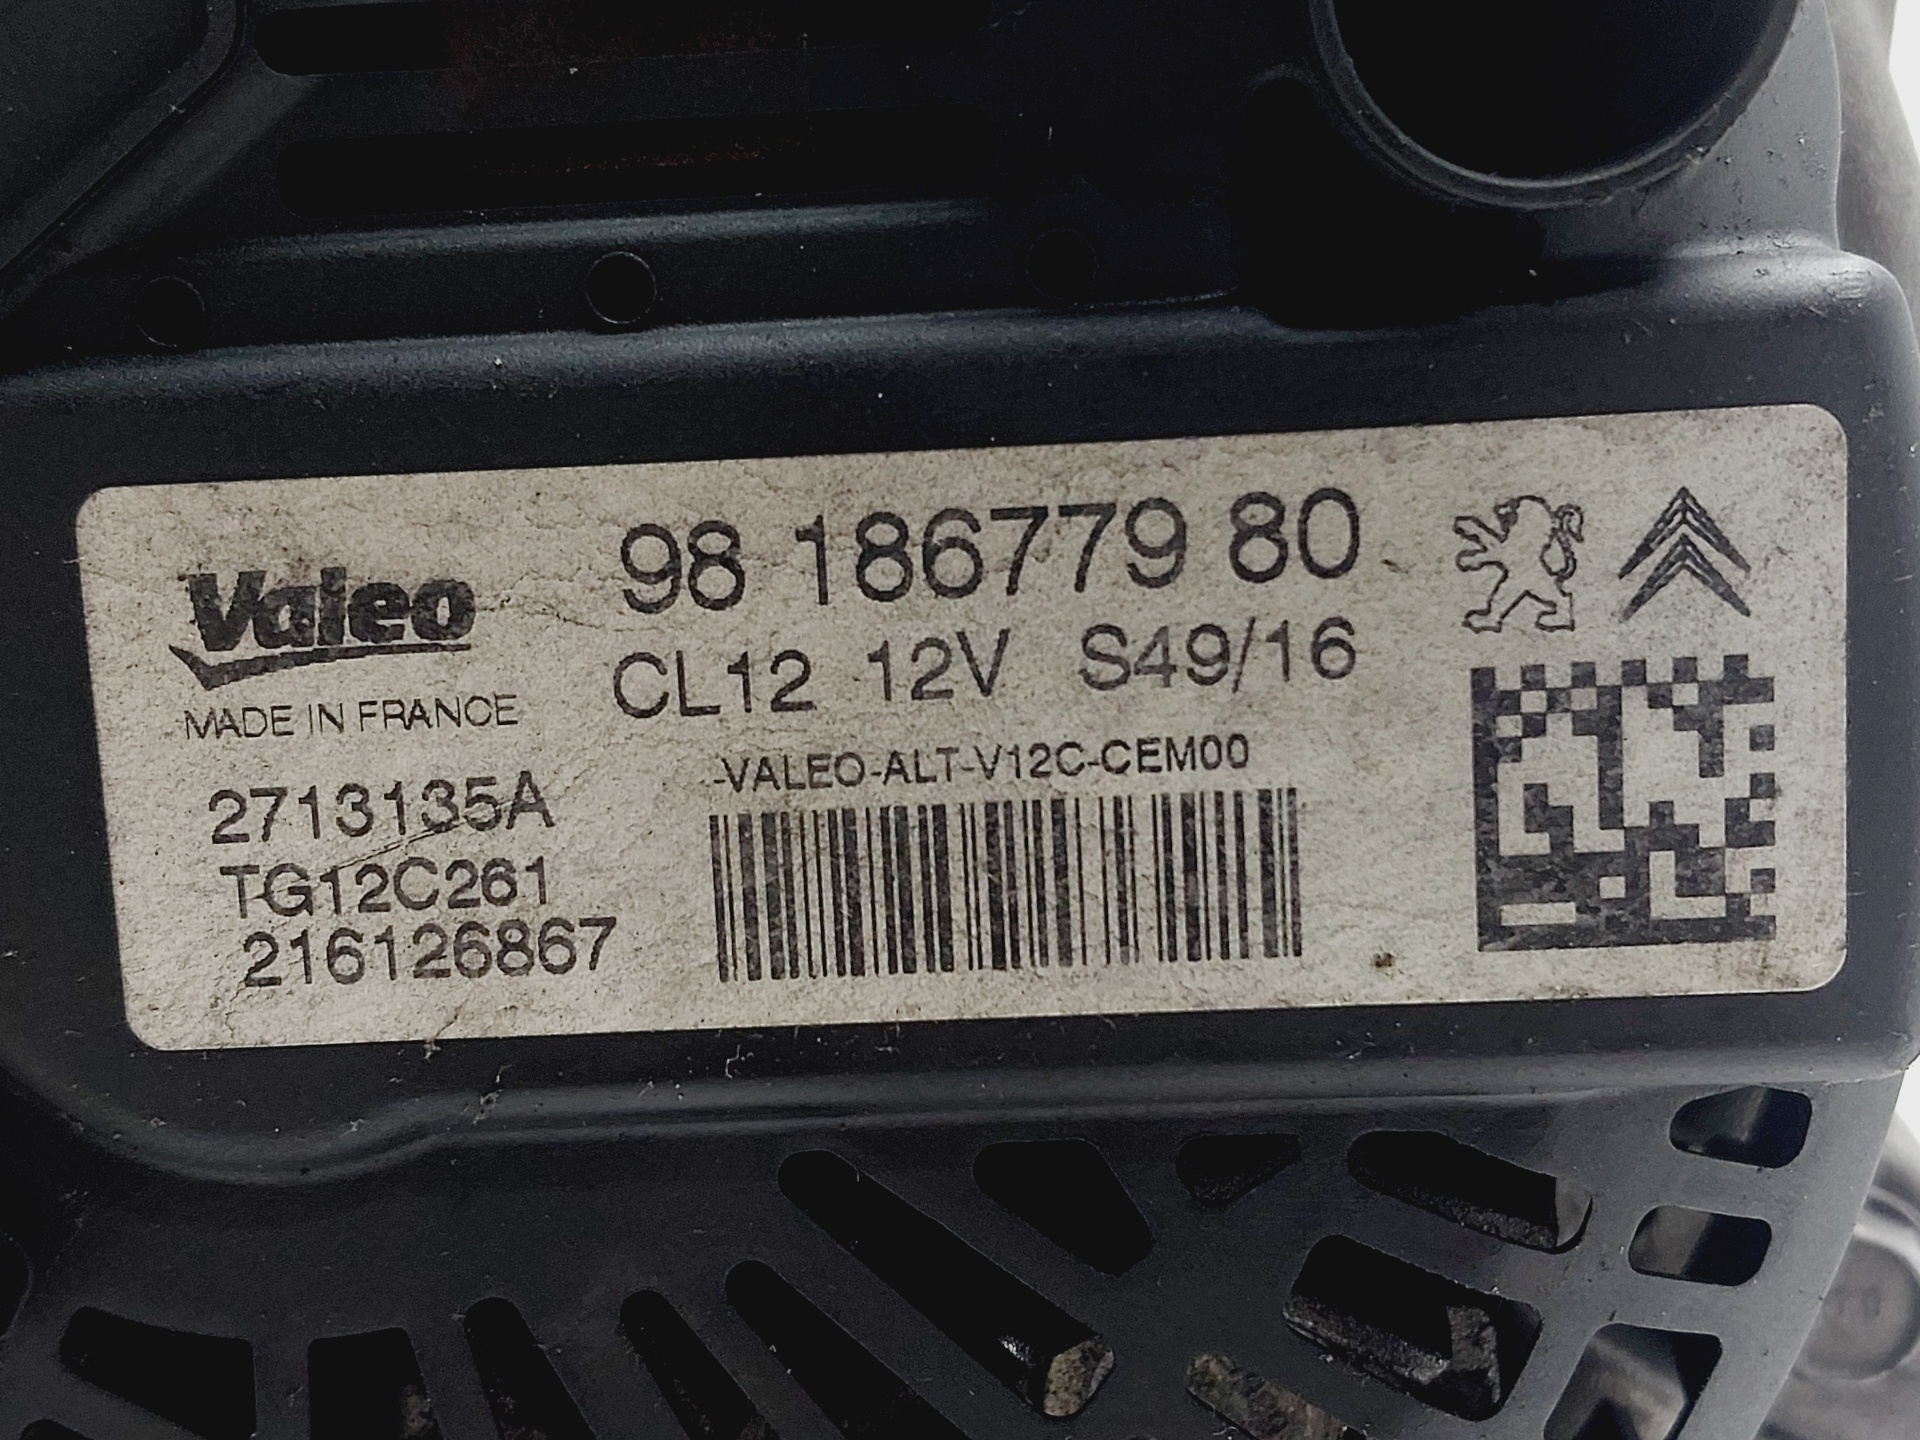 Valeo
MADE IN FRANCE
2713135A
TG12C261
216126867
98 186779 80
CL12 12V S49/16
-VALEO-ALT-V12C-CEM00